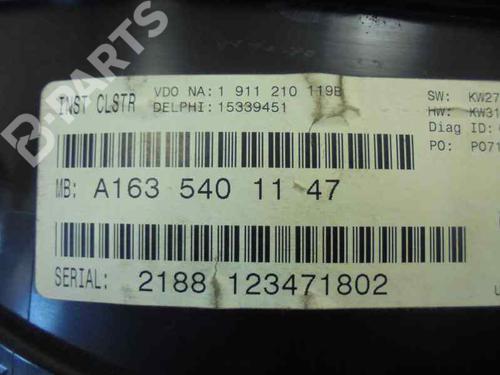 B-PARTS
INST CLSTR
VDO NA: 1 911 210 119B
DELPHI: 15339451
SW: KW27
HW: KW31
Diag ID:
PO: PO71
MB: A163 540 11 47
SERIAL: 2188 123471802